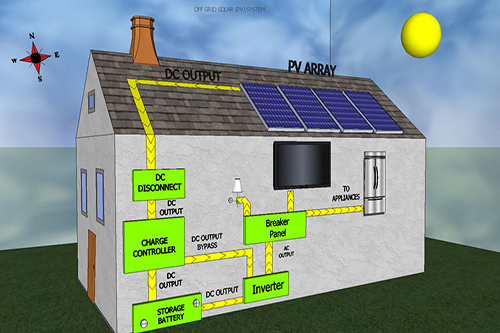 OFF GRID SOLAR (PV) SYSTEM
N
W
E
S
DC OUTPUT
PV ARRAY
DC
DISCONNECT
DC
OUTPUT
CHARGE
CONTROLLER
DC OUTPUT
BYPASS
Breaker
Panel
TO
APPLIANCES
AC
OUTPUT
DC
OUTPUT
DC OUTPUT
Inverter
STORAGE
BATTERY